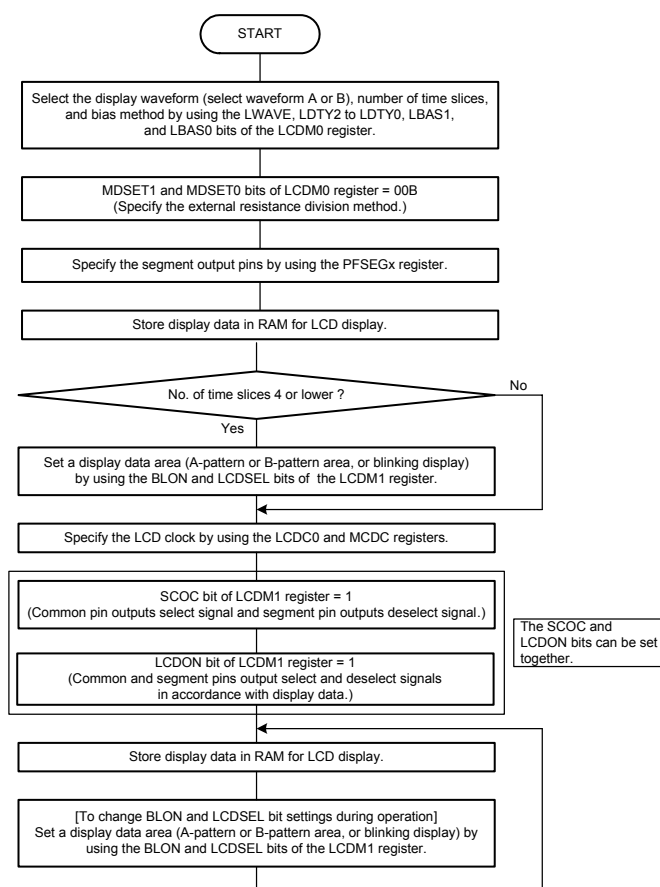 START
Select the display waveform (select waveform A or B), number of time slices,
and bias method by using the LWAVE, LDTY2 to LDTY0, LBAS1,
and LBAS0 bits of the LCDM0 register.
MDSET1 and MDSET0 bits of LCDM0 register = 00B
(Specify the external resistance division method.)
Specify the segment output pins by using the PFSEGx register.
Store display data in RAM for LCD display.
No. of time slices 4 or lower ?
No
Yes
Set a display data area (A-pattern or B-pattern area, or blinking display)
by using the BLON and LCDSEL bits of the LCDM1 register.
Specify the LCD clock by using the LCDC0 and MCDC registers.
SCOC bit of LCDM1 register = 1
(Common pin outputs select signal and segment pin outputs deselect signal.)
The SCOC and
LCDON bits can be set
together.
LCDON bit of LCDM1 register = 1
(Common and segment pins output select and deselect signals
in accordance with display data.)
Store display data in RAM for LCD display.
[To change BLON and LCDSEL bit settings during operation]
Set a display data area (A-pattern or B-pattern area, or blinking display) by
using the BLON and LCDSEL bits of the LCDM1 register.